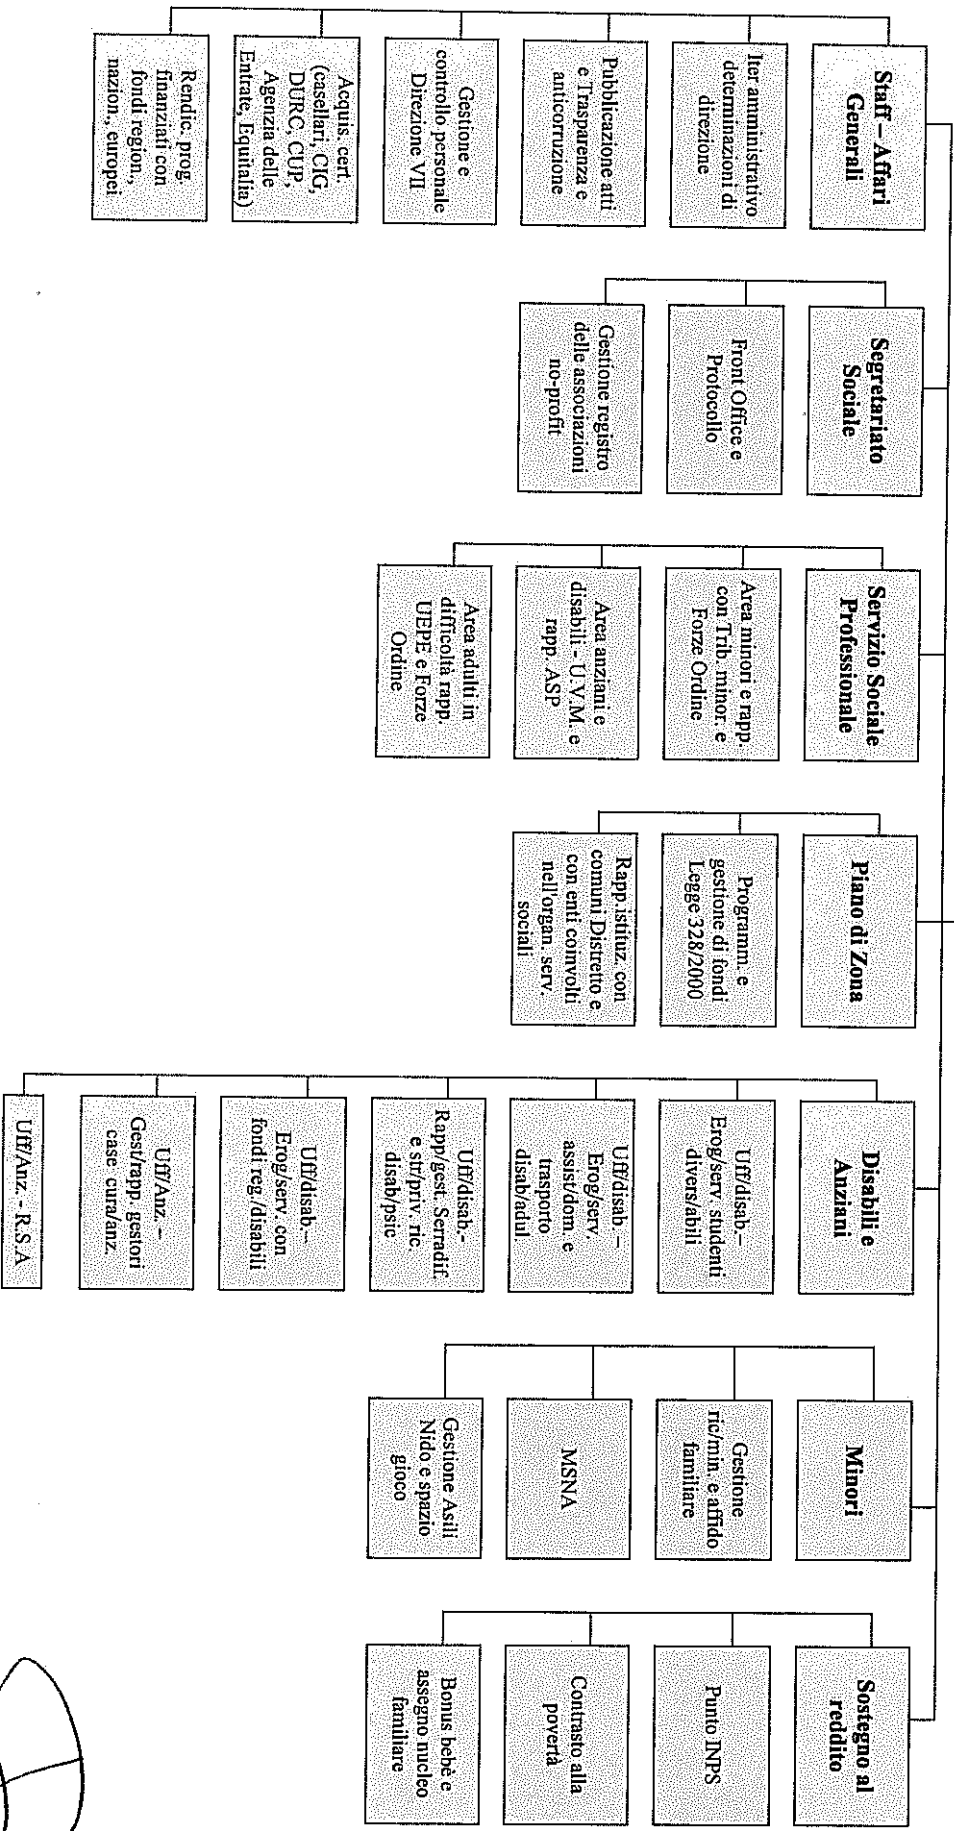 Staff – Affari
Generali
Iter amministrativo
determinazioni di
direzione
Pubblicazione atti
e Trasparenza e
anticorruzione
Gestione e
controllo personale
Direzione VII
Acquis. cert.
(casellari, CIG,
DURC, CUP,
Agenzia delle
Entrate, Equitalia)
Rendic. prog.
finanziati con
fondi region.,
nazion., europei
Segretariato
Sociale
Front Office e
Protocollo
Gestione registro
delle associazioni
no-profit
Servizio Sociale
Professionale
Area minori e rapp.
con Trib. minor. e
Forze Ordine
Area anziani e
disabili - U.V.M. e
rapp. ASP
Area adulti in
difficoltà rapp.
UEPE e Forze
Ordine
Piano di Zona
Programm. e
gestione di fondi
Legge 328/2000
Rapp.istituz. con
comuni Distretto e
con enti coinvolti
nell'organ. serv.
sociali
Disabili e
Anziani
Uff/disab.–
Erog/serv. studenti
divers/abili
Uff/disab.–
Erog/serv.
assist/dom. e
trasporto
disab/adul
Uff/disab.-
Rapp/gest. Serradif.
e str/priv. ric.
disab/psic
Uff/disab.–
Erog/serv. con
fondi reg./disabili
Uff/Anz.–
Gest/rapp. gestori
case cura/anz.
Uff/Anz. - R.S.A
Minori
Gestione
ric/min. e affido
familiare
MSNA
Gestione Asili
Nido e spazio
gioco
Sostegno al
reddito
Punto INPS
Contrasto alla
povertà
Bonus bebè e
assegno nucleo
familiare